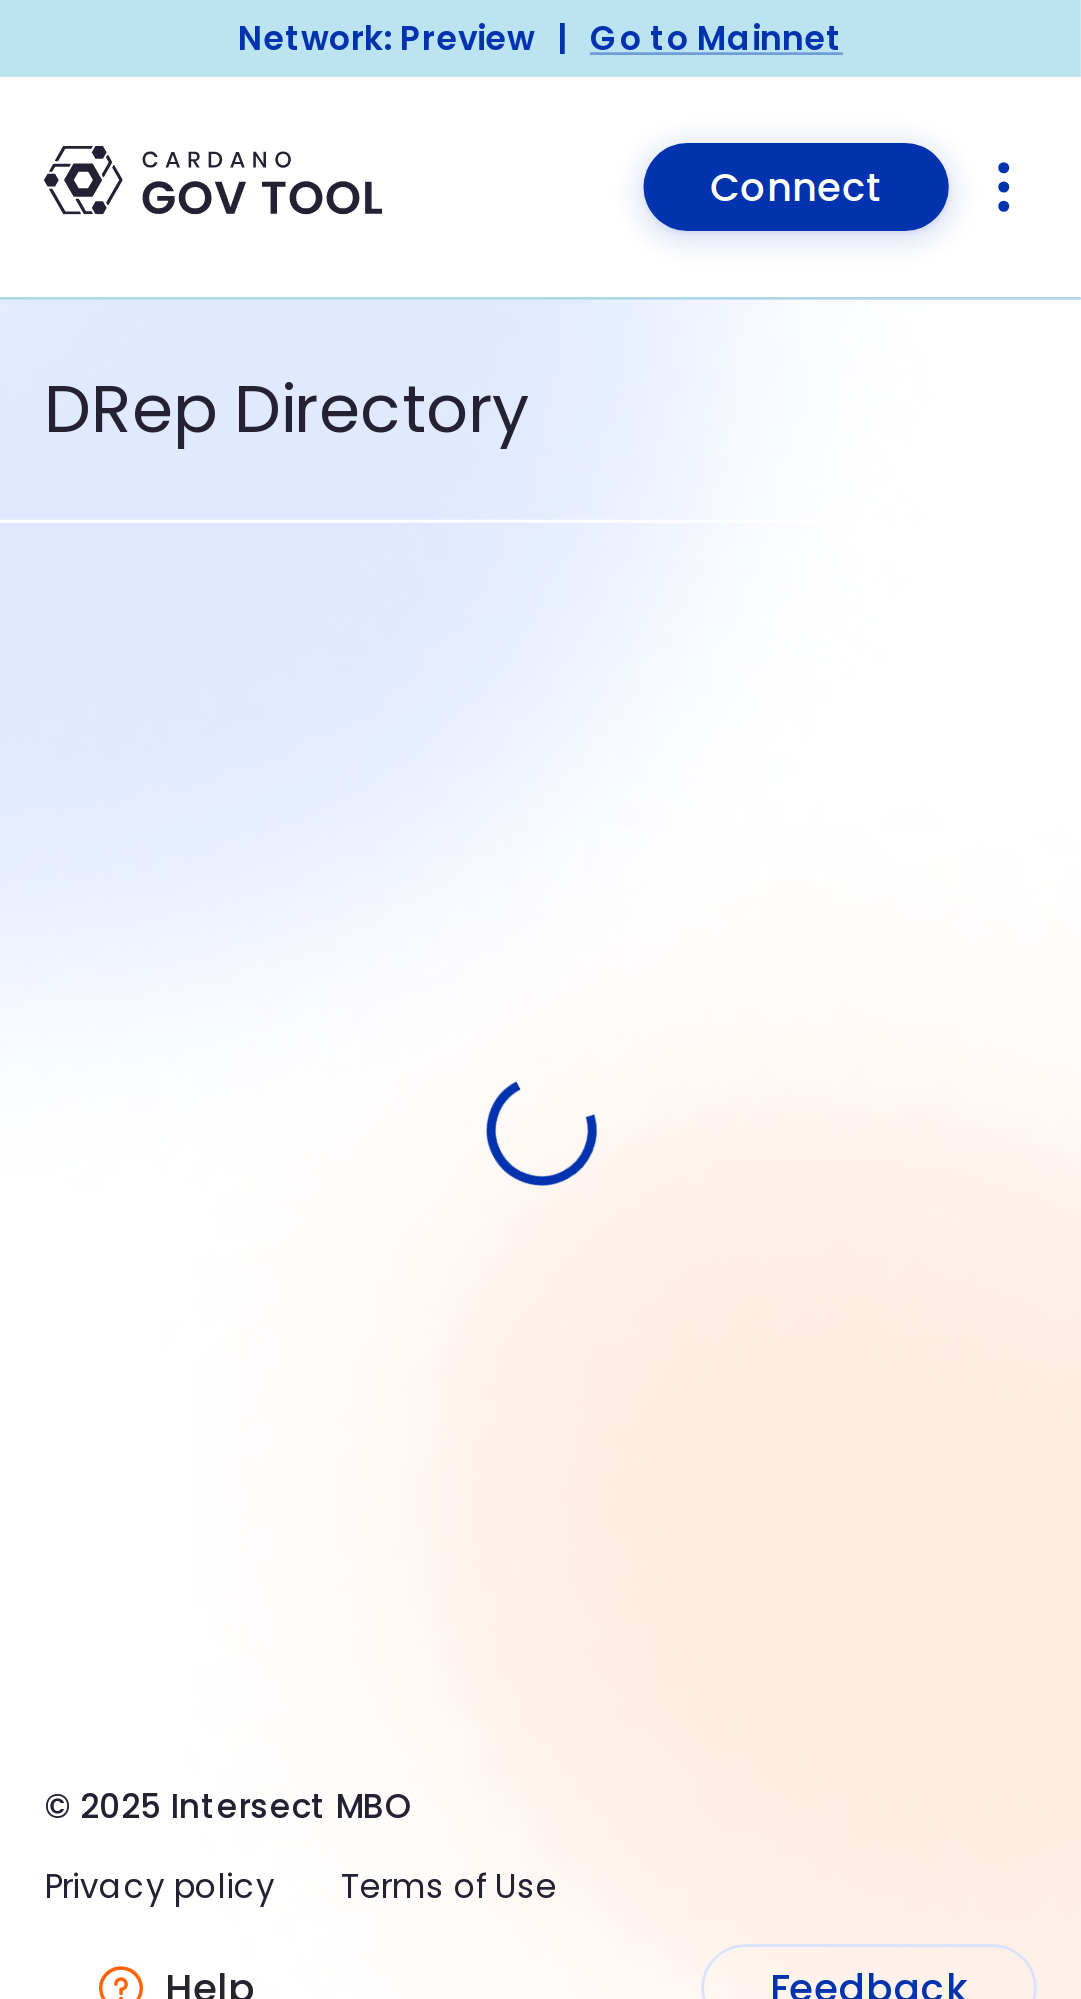 Network: Preview | Go to Mainnet
CARDANO
GOV TOOL
Connect
DRep Directory
© 2025 Intersect MBO
Privacy policy Terms of Use
Help Feedback